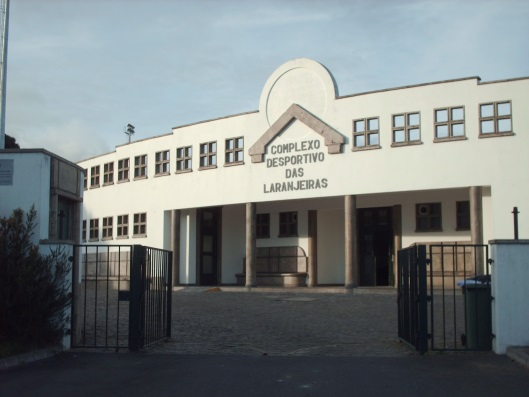 COMPLEXO
DESPORTIVO
DAS
LARANJEIRAS